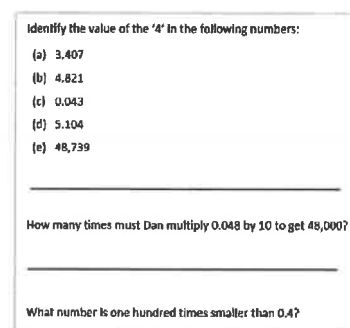 Identify the value of the '4' in the following numbers:
(a) 3.407
(b) 4.821
(c) 0.043
(d) 5.104
(e) 48,739
How many times must Dan multiply 0.048 by 10 to get 48,000?
What number is one hundred times smaller than 0.4?